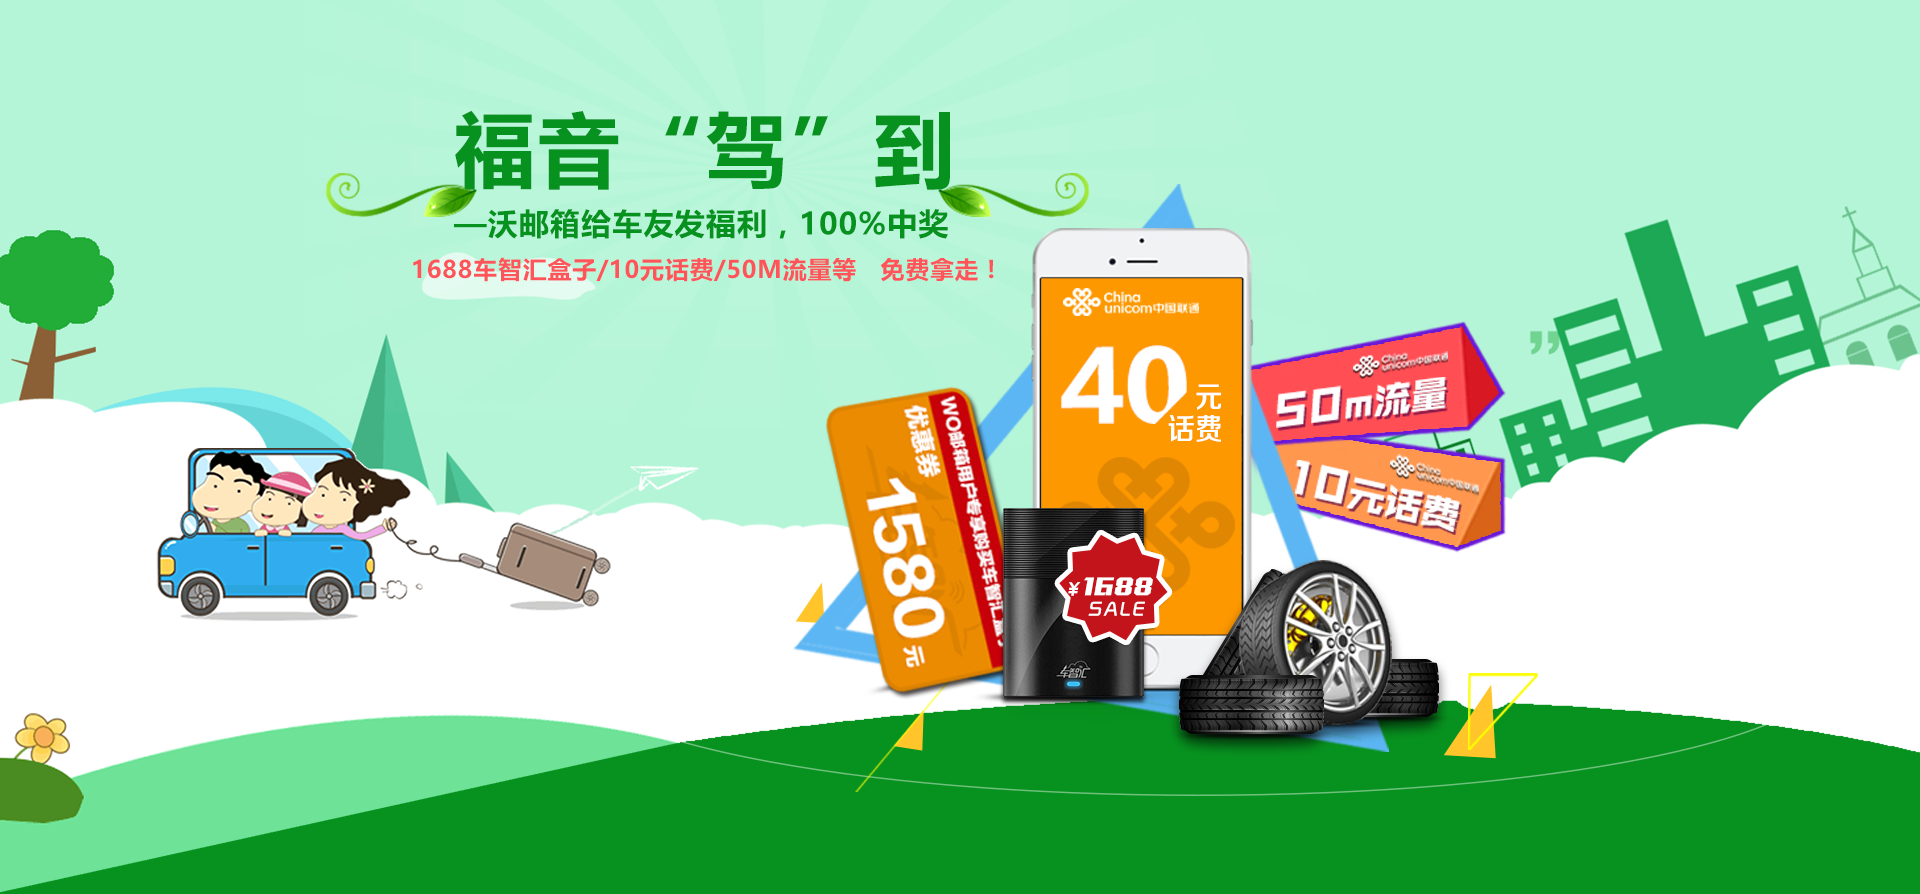 福音“驾”到
—沃邮箱给车友发福利，100%中奖
1688车智汇盒子/10元话费/50M流量等 免费拿走！
China
unicom中国联通
40元
话费
China
unicom中国联通
50m流量
China
unicom中国联通
10元话费
WO邮箱用户专享购买车智汇盒子
优惠券
1580元
¥1688
SALE
车智汇